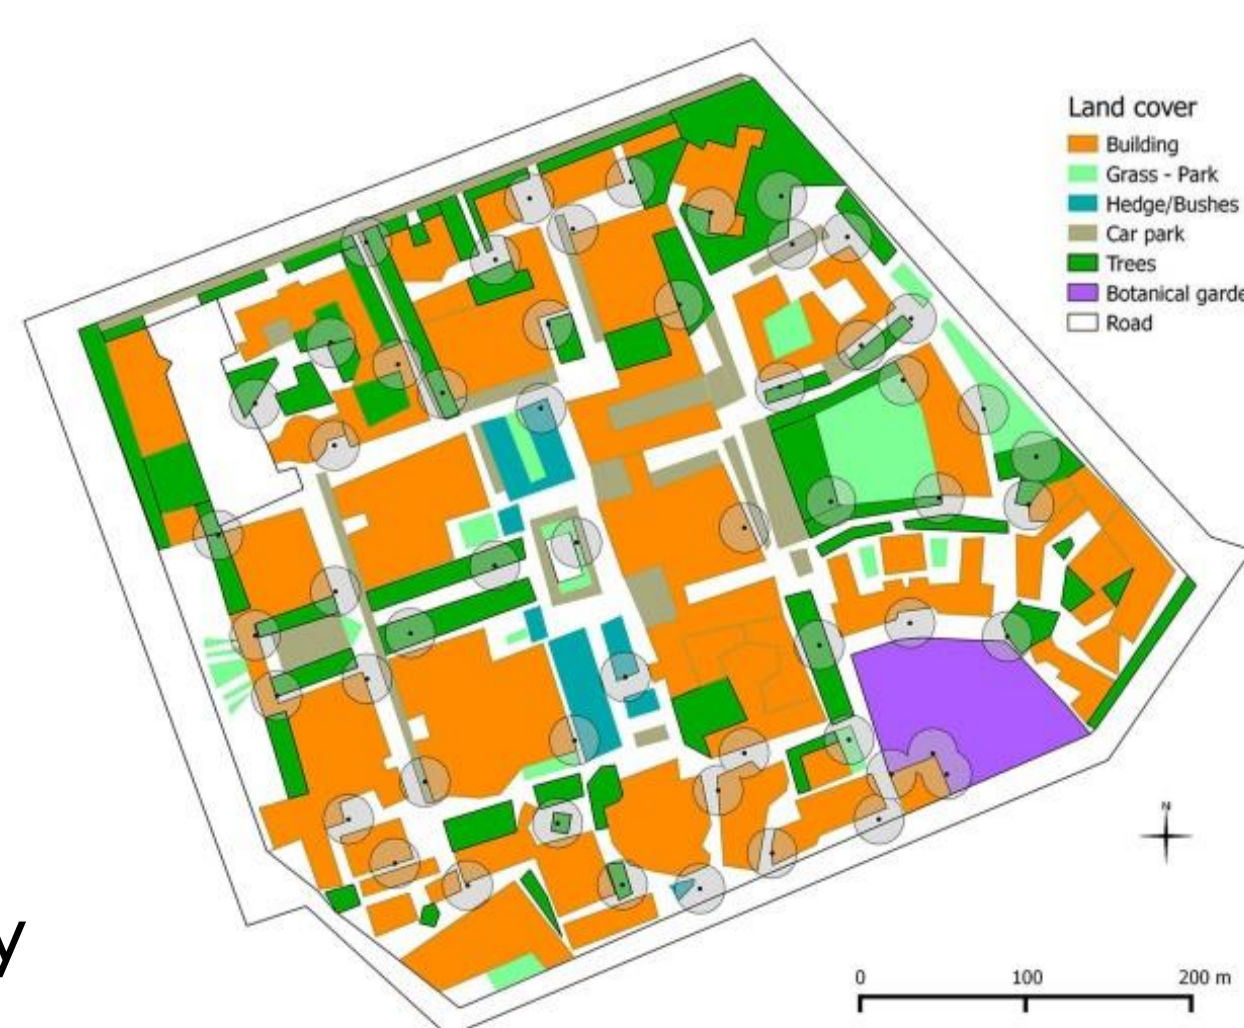 Land cover
Building
Grass - Park
Hedge/Bushes
Car park
Trees
Botanical garde
Road
N
y
0 100 200 m